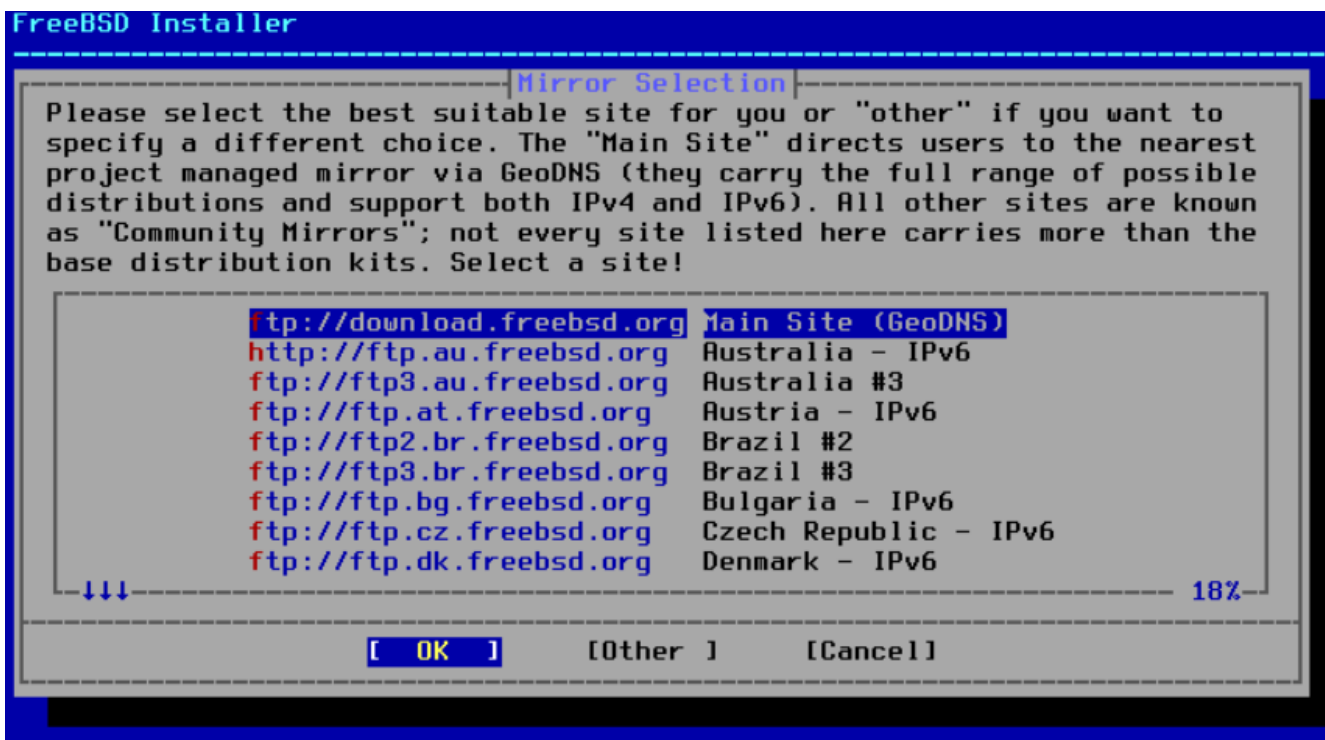 FreeBSD Installer
Mirror Selection
Please select the best suitable site for you or "other" if you want to
specify a different choice. The "Main Site" directs users to the nearest
project managed mirror via GeoDNS (they carry the full range of possible
distributions and support both IPv4 and IPv6). All other sites are known
as "Community Mirrors"; not every site listed here carries more than the
base distribution kits. Select a site!
ftp://download.freebsd.org Main Site (GeoDNS)
http://ftp.au.freebsd.org Australia - IPv6
ftp://ftp3.au.freebsd.org Australia #3
ftp://ftp.at.freebsd.org Austria - IPv6
ftp://ftp2.br.freebsd.org Brazil #2
ftp://ftp3.br.freebsd.org Brazil #3
ftp://ftp.bg.freebsd.org Bulgaria - IPv6
ftp://ftp.cz.freebsd.org Czech Republic - IPv6
ftp://ftp.dk.freebsd.org Denmark - IPv6
↓↓↓ 18%
[ OK ] [Other ] [Cancel]